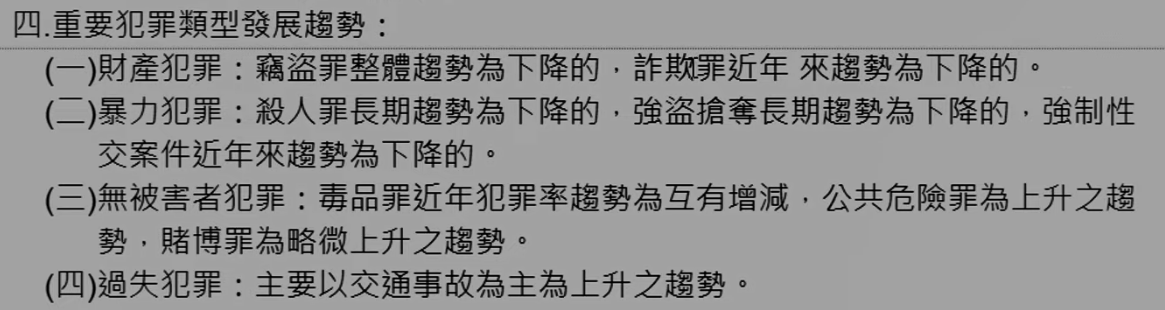 四.重要犯罪類型發展趨勢：
(一)財產犯罪：竊盜罪整體趨勢為下降的，詐欺罪近年 來趨勢為下降的。
(二)暴力犯罪：殺人罪長期趨勢為下降的，強盜搶奪長期趨勢為下降的，強制性
交案件近年來趨勢為下降的。
(三)無被害者犯罪：毒品罪近年犯罪率趨勢為互有增減，公共危險罪為上升之趨
勢，賭博罪為略微上升之趨勢。
(四)過失犯罪：主要以交通事故為主為上升之趨勢。